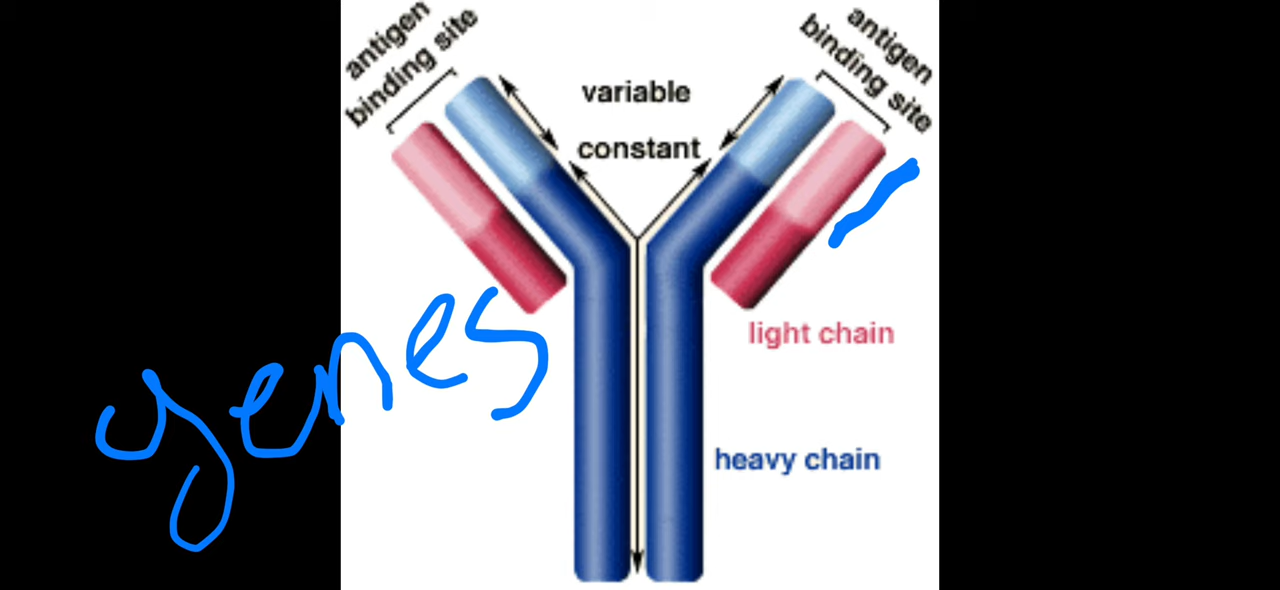 antigen
binding site
antigen
binding site
variable
constant
light chain
heavy chain
genes